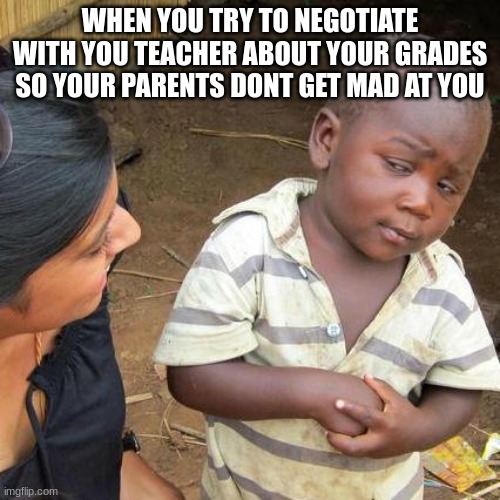 WHEN YOU TRY TO NEGOTIATE
WITH YOU TEACHER ABOUT YOUR GRADES
SO YOUR PARENTS DONT GET MAD AT YOU
imgflip.com